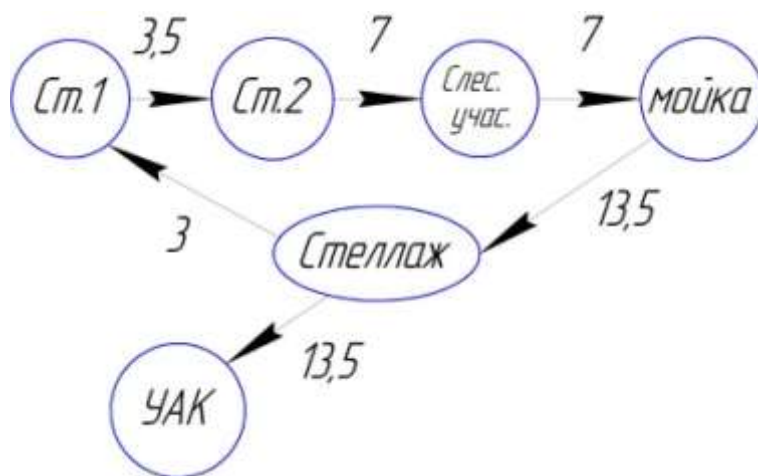 3,5
7
7
Ст.1
Ст.2
Слес.
учас.
мойка
3
Стеллаж
13,5
УАК
13,5